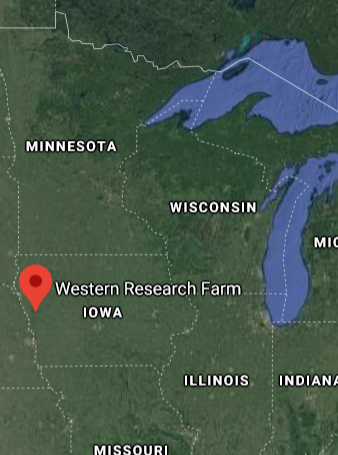 MINNESOTA
WISCONSIN
MIC
Western Research Farm
IOWA
ILLINOIS
INDIANA
MISSOURI